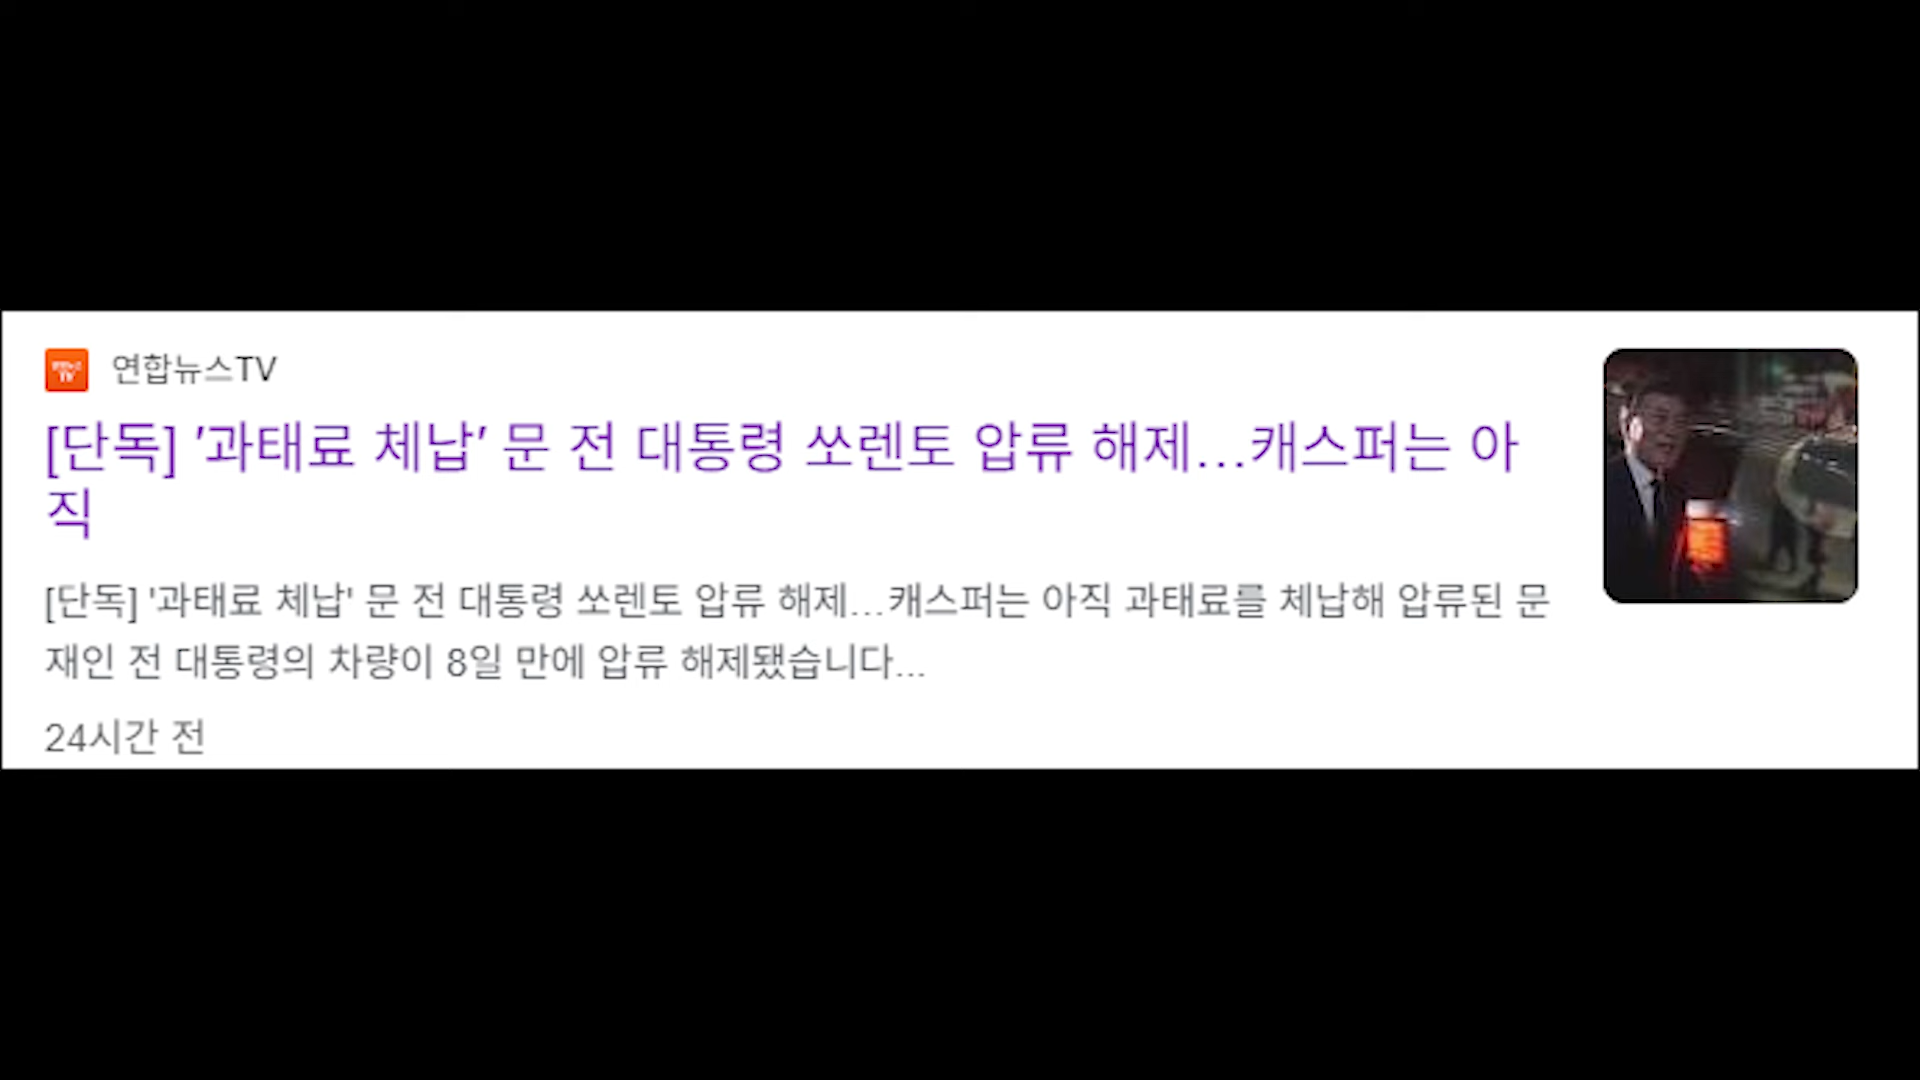 연합뉴스TV
[단독] '과태료 체납' 문 전 대통령 쏘렌토 압류 해제...캐스퍼는 아
직
[단독] '과태료 체납' 문 전 대통령 쏘렌토 압류 해제...캐스퍼는 아직 과태료를 체납해 압류된 문
재인 전 대통령의 차량이 8일 만에 압류 해제됐습니다...
24시간 전